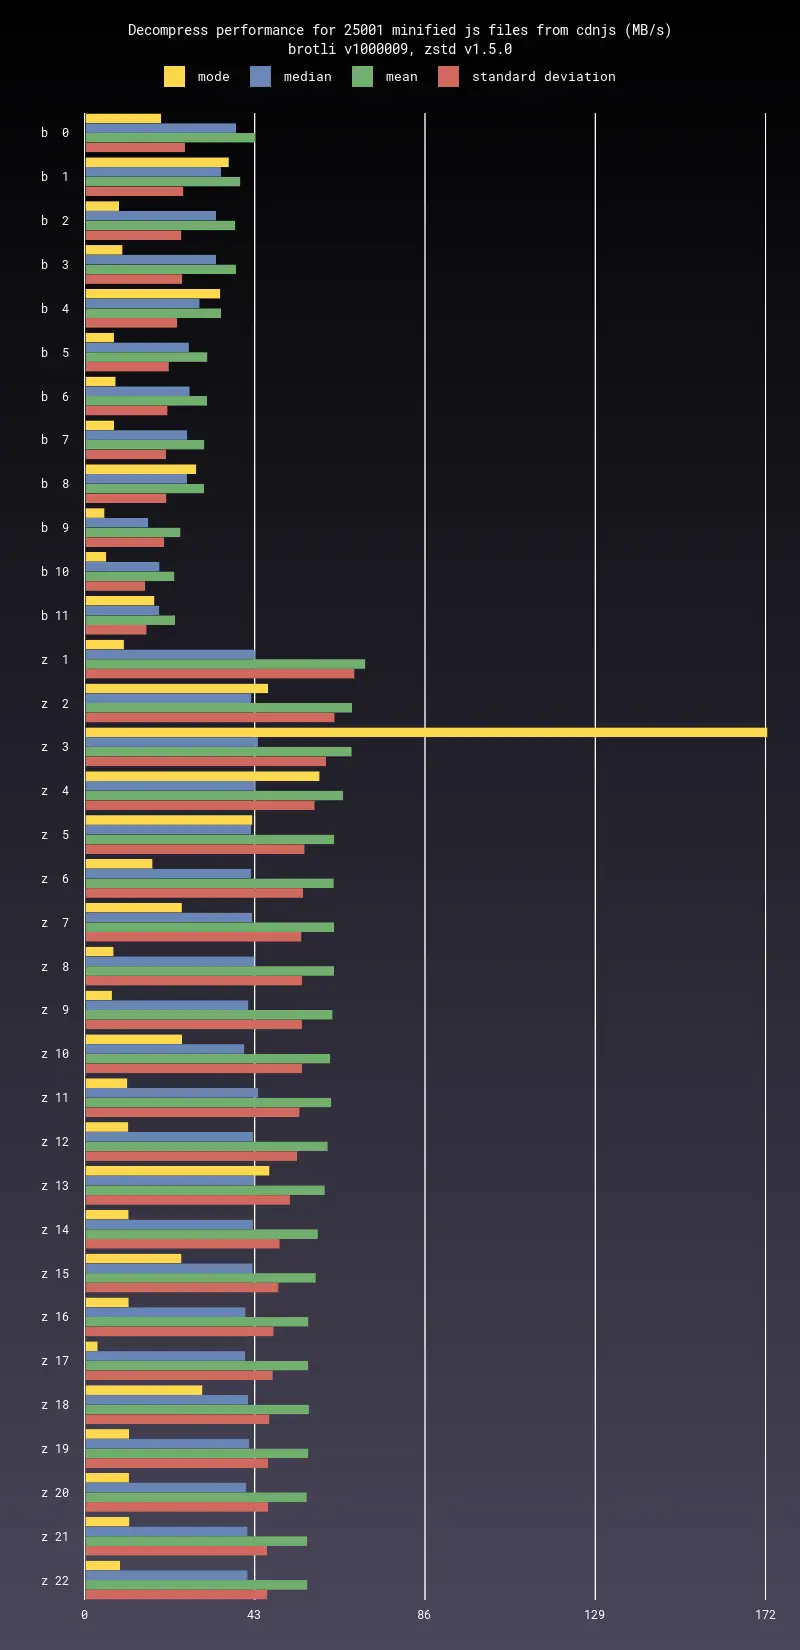 Decompress performance for 25001 minified js files from cdnjs (MB/s)
brotli v1000009, zstd v1.5.0
mode median mean standard deviation
b 0
b 1
b 2
b 3
b 4
b 5
b 6
b 7
b 8
b 9
b 10
b 11
z 1
z 2
z 3
z 4
z 5
z 6
z 7
z 8
z 9
z 10
z 11
z 12
z 13
z 14
z 15
z 16
z 17
z 18
z 19
z 20
z 21
z 22
0 43 86 129 172